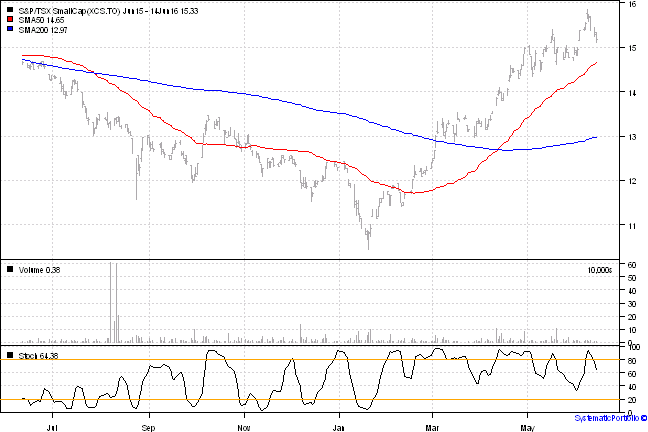 S&P/TSX SmallCap(XCS.TO) Jun15 - 14Jun16 15.33
SMA50 14.65
SMA200 12.97
16
15
14
13
12
11
Volume 0.38
10,000s
60
50
40
30
20
10
0
Stoch 64.38
100
80
60
40
20
0
Jul
Sep
Nov
Jan
Mar
May
SystematicPortfolio ©